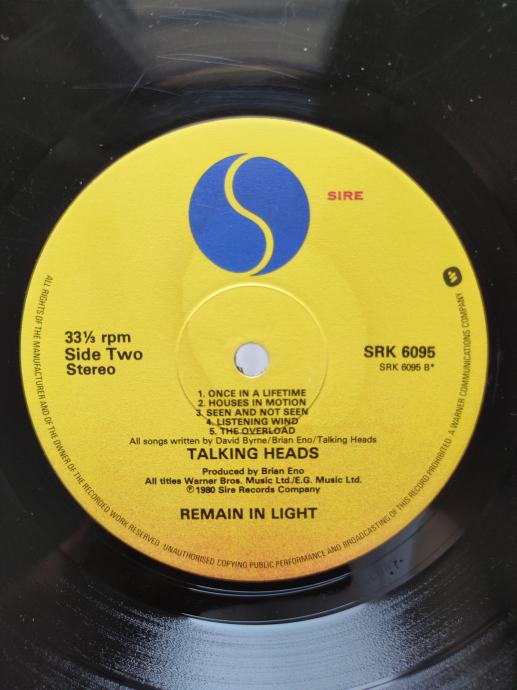 SIRE
33⅓ rpm
Side Two
Stereo
SRK 6095
SRK 6095 B*
1. ONCE IN A LIFETIME
2. HOUSES IN MOTION
3. SEEN AND NOT SEEN
4. LISTENING WIND
5. THE OVERLOAD
All songs written by David Byrne/Brian Eno/Talking Heads
TALKING HEADS
Produced by Brian Eno
All titles Warner Bros. Music Ltd./E.G. Music Ltd.
℗ 1980 Sire Records Company
REMAIN IN LIGHT
ALL RIGHTS OF THE MANUFACTURER AND OF THE OWNER OF THE RECORDED WORK RESERVED UNAUTHORISED COPYING PUBLIC PERFORMANCE AND BROADCASTING OF THIS RECORD PROHIBITED A WARNER COMMUNICATIONS COMPANY